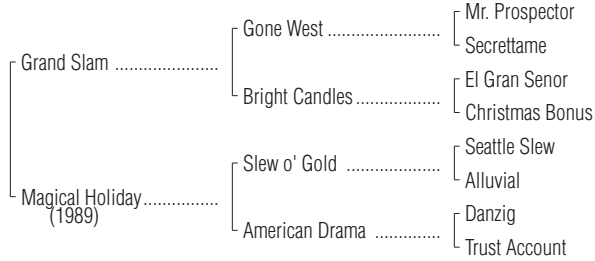 Mr. Prospector
Gone West ........................
Secrettame
Grand Slam ......................
El Gran Senor
Bright Candles..................
Christmas Bonus
Seattle Slew
Slew o' Gold ....................
Alluvial
Magical Holiday................
(1989)
Danzig
American Drama ..............
Trust Account